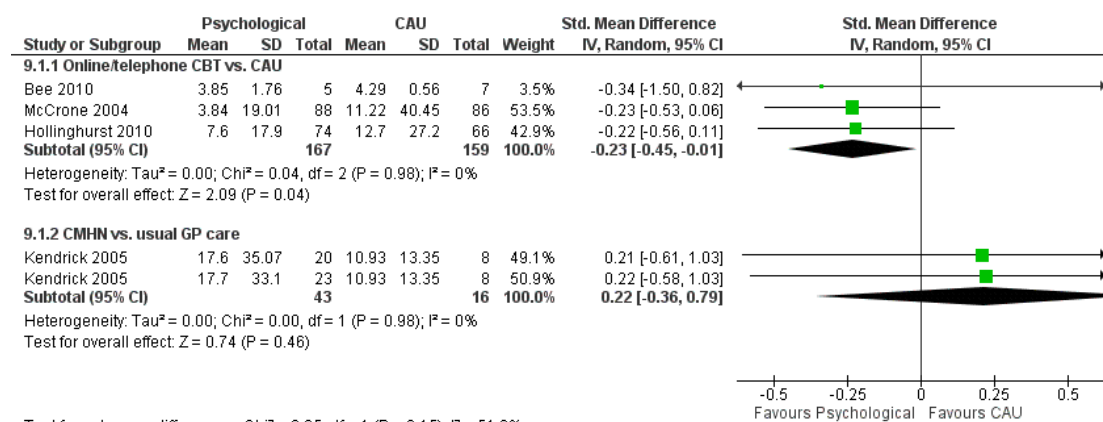 Psychological CAU Std. Mean Difference Std. Mean Difference
Study or Subgroup Mean SD Total Mean SD Total Weight IV, Random, 95% CI IV, Random, 95% CI
9.1.1 Online/telephone CBT vs. CAU
Bee 2010 3.85 1.76 5 4.29 0.56 7 3.5% -0.34 [-1.50, 0.82]
McCrone 2004 3.84 19.01 88 11.22 40.45 86 53.5% -0.23 [-0.53, 0.06]
Hollinghurst 2010 7.6 17.9 74 12.7 27.2 66 42.9% -0.22 [-0.56, 0.11]
Subtotal (95% CI) 167 159 100.0% -0.23 [-0.45, -0.01]
Heterogeneity: Tau² = 0.00; Chi² = 0.04, df = 2 (P = 0.98); I² = 0%
Test for overall effect: Z = 2.09 (P = 0.04)
9.1.2 CMHN vs. usual GP care
Kendrick 2005 17.6 35.07 20 10.93 13.35 8 49.1% 0.21 [-0.61, 1.03]
Kendrick 2005 17.7 33.1 23 10.93 13.35 8 50.9% 0.22 [-0.58, 1.03]
Subtotal (95% CI) 43 16 100.0% 0.22 [-0.36, 0.79]
Heterogeneity: Tau² = 0.00; Chi² = 0.00, df = 1 (P = 0.98); I² = 0%
Test for overall effect: Z = 0.74 (P = 0.46)
-0.5 -0.25 0 0.25 0.5
Favours Psychological Favours CAU